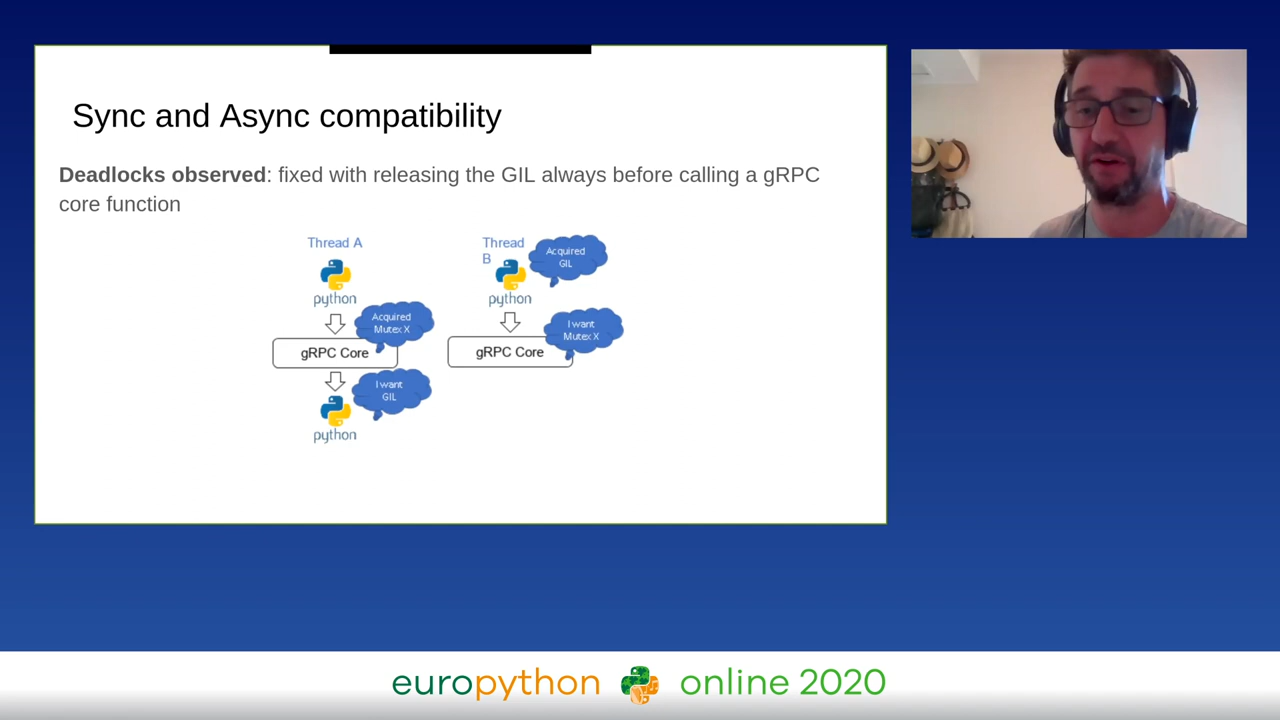 Sync and Async compatibility
Deadlocks observed: fixed with releasing the GIL always before calling a gRPC
core function
Thread A
python
Acquired
Mutex X
gRPC Core
I want
GIL
python
Thread
B
Acquired
GIL
python
I want
Mutex X
gRPC Core
europython online 2020